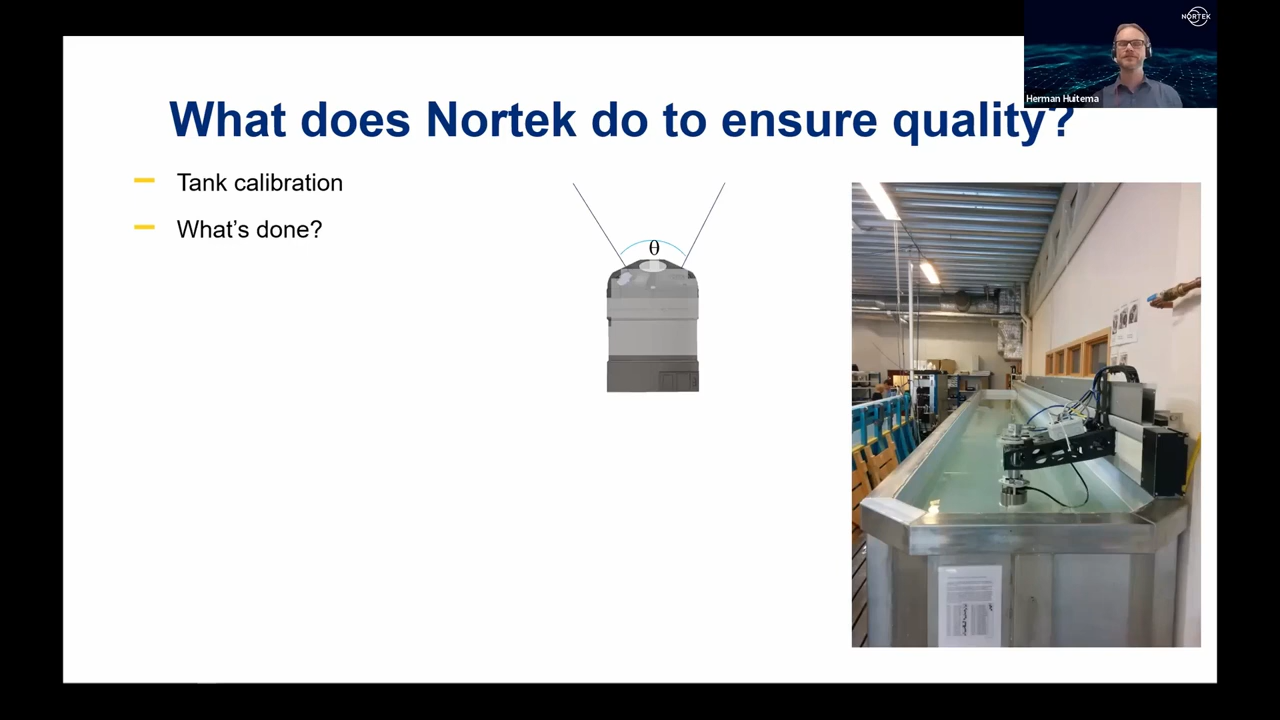 NORTEK
Herman Huitema
What does Nortek do to ensure quality?
Tank calibration
What's done?
θ